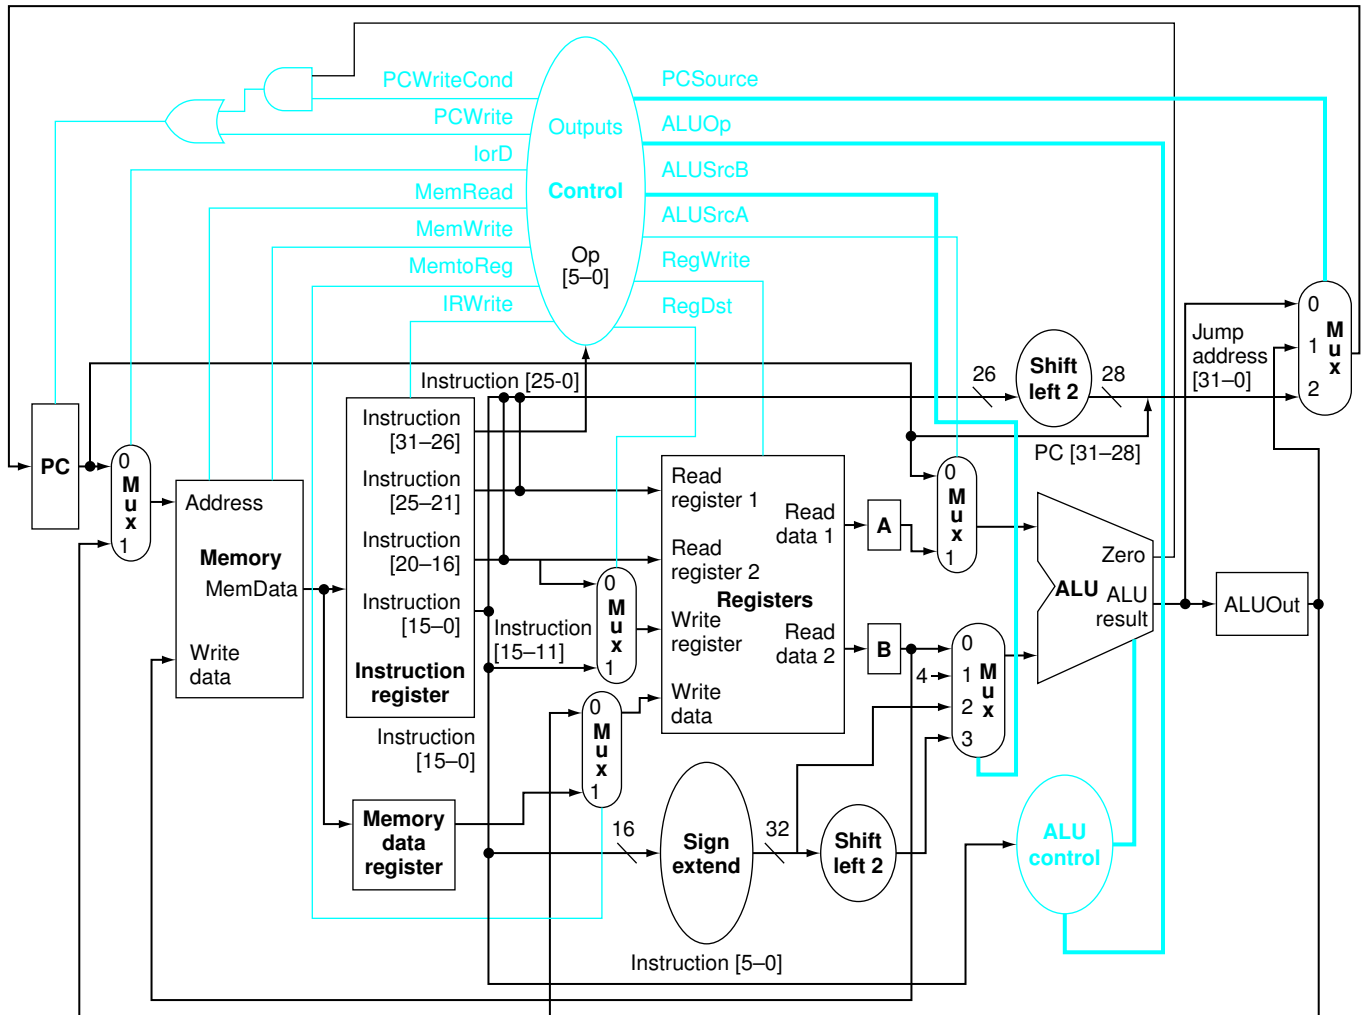 PCWriteCond
PCWrite
IorD
MemRead
MemWrite
MemtoReg
IRWrite
Outputs
Control
Op
[5–0]
PCSource
ALUOp
ALUSrcB
ALUSrcA
RegWrite
RegDst
PC
0
M
u
x
1
Address
Memory
MemData
Write
data
Instruction [25-0]
Instruction
[31–26]
Instruction
[25–21]
Instruction
[20–16]
Instruction
[15–0]
Instruction
register
Instruction
[15–0]
Memory
data
register
Instruction
[15–11]
0
M
u
x
1
0
M
u
x
1
Read
register 1
Read
register 2
Registers
Write
register
Write
data
Read
data 1
Read
data 2
A
B
16
Sign
extend
32
Shift
left 2
Instruction [5–0]
0
M
u
x
1
4
0
1
2
3
M
u
x
26
Shift
left 2
28
PC [31–28]
Jump
address
[31–0]
Zero
ALU
ALU
result
ALU
control
ALUOut
0
1
2
M
u
x